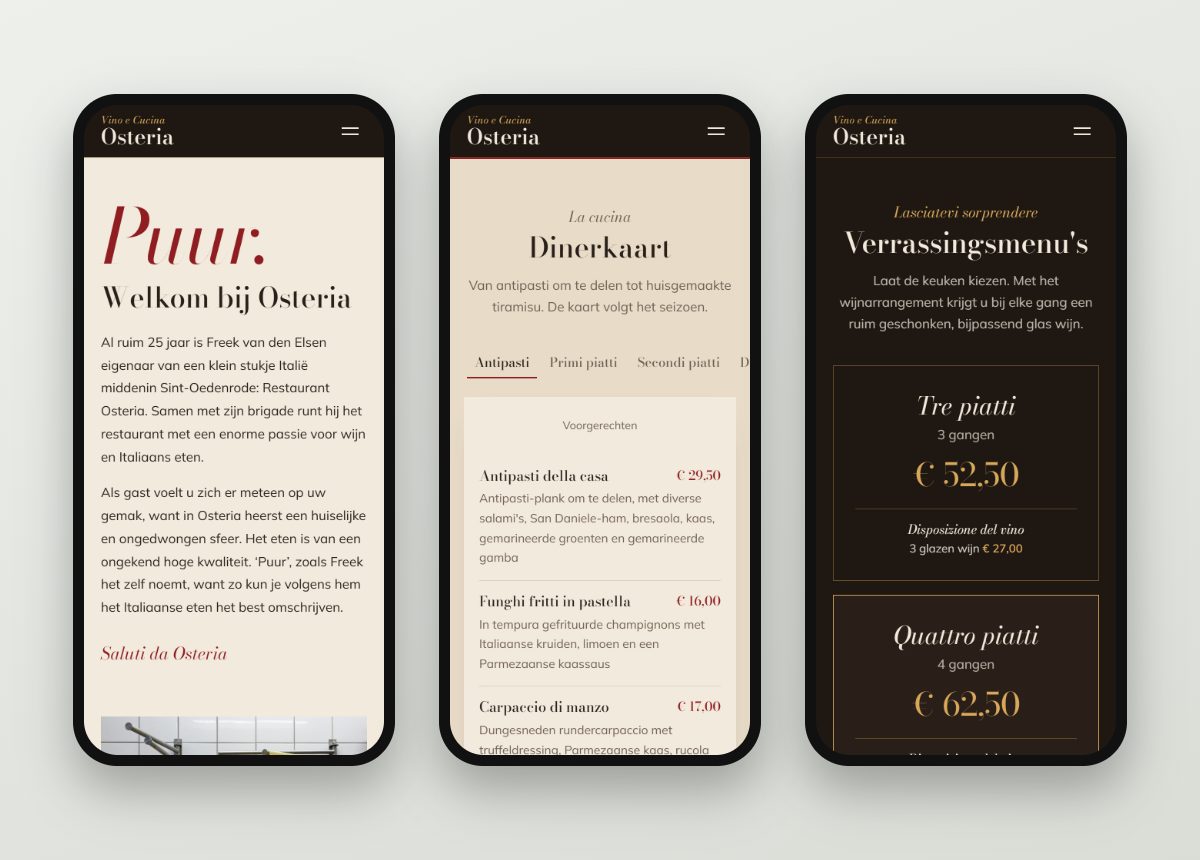 Vino e Cucina
Osteria
Puur.
Welkom bij Osteria
Al ruim 25 jaar is Freek van den Elsen
eigenaar van een klein stukje Italië
middenin Sint-Oedenrode: Restaurant
Osteria. Samen met zijn brigade runt hij het
restaurant met een enorme passie voor wijn
en Italiaans eten.
Als gast voelt u zich er meteen op uw
gemak, want in Osteria heerst een huiselijke
en ongedwongen sfeer. Het eten is van een
ongekend hoge kwaliteit. ‘Puur’, zoals Freek
het zelf noemt, want zo kun je volgens hem
het Italiaanse eten het best omschrijven.
Saluti da Osteria
Vino e Cucina
Osteria
La cucina
Dinerkaart
Van antipasti om te delen tot huisgemaakte
tiramisu. De kaart volgt het seizoen.
Antipasti Primi piatti Secondi piatti D
Voorgerechten
Antipasti della casa € 29,50
Antipasti-plank om te delen, met diverse
salami's, San Daniele-ham, bresaola, kaas,
gemarineerde groenten en gemarineerde
gamba
Funghi fritti in pastella € 16,00
In tempura gefrituurde champignons met
Italiaanse kruiden, limoen en een
Parmezaanse kaassaus
Carpaccio di manzo € 17,00
Dungesneden rundercarpaccio met
truffeldressing, Parmezaanse kaas, rucola
Vino e Cucina
Osteria
Lasciatevi sorprendere
Verrassingsmenu's
Laat de keuken kiezen. Met het
wijnarrangement krijgt u bij elke gang een
ruim geschonken, bijpassend glas wijn.
Tre piatti
3 gangen
€ 52,50
Disposizione del vino
3 glazen wijn € 27,00
Quattro piatti
4 gangen
€ 62,50